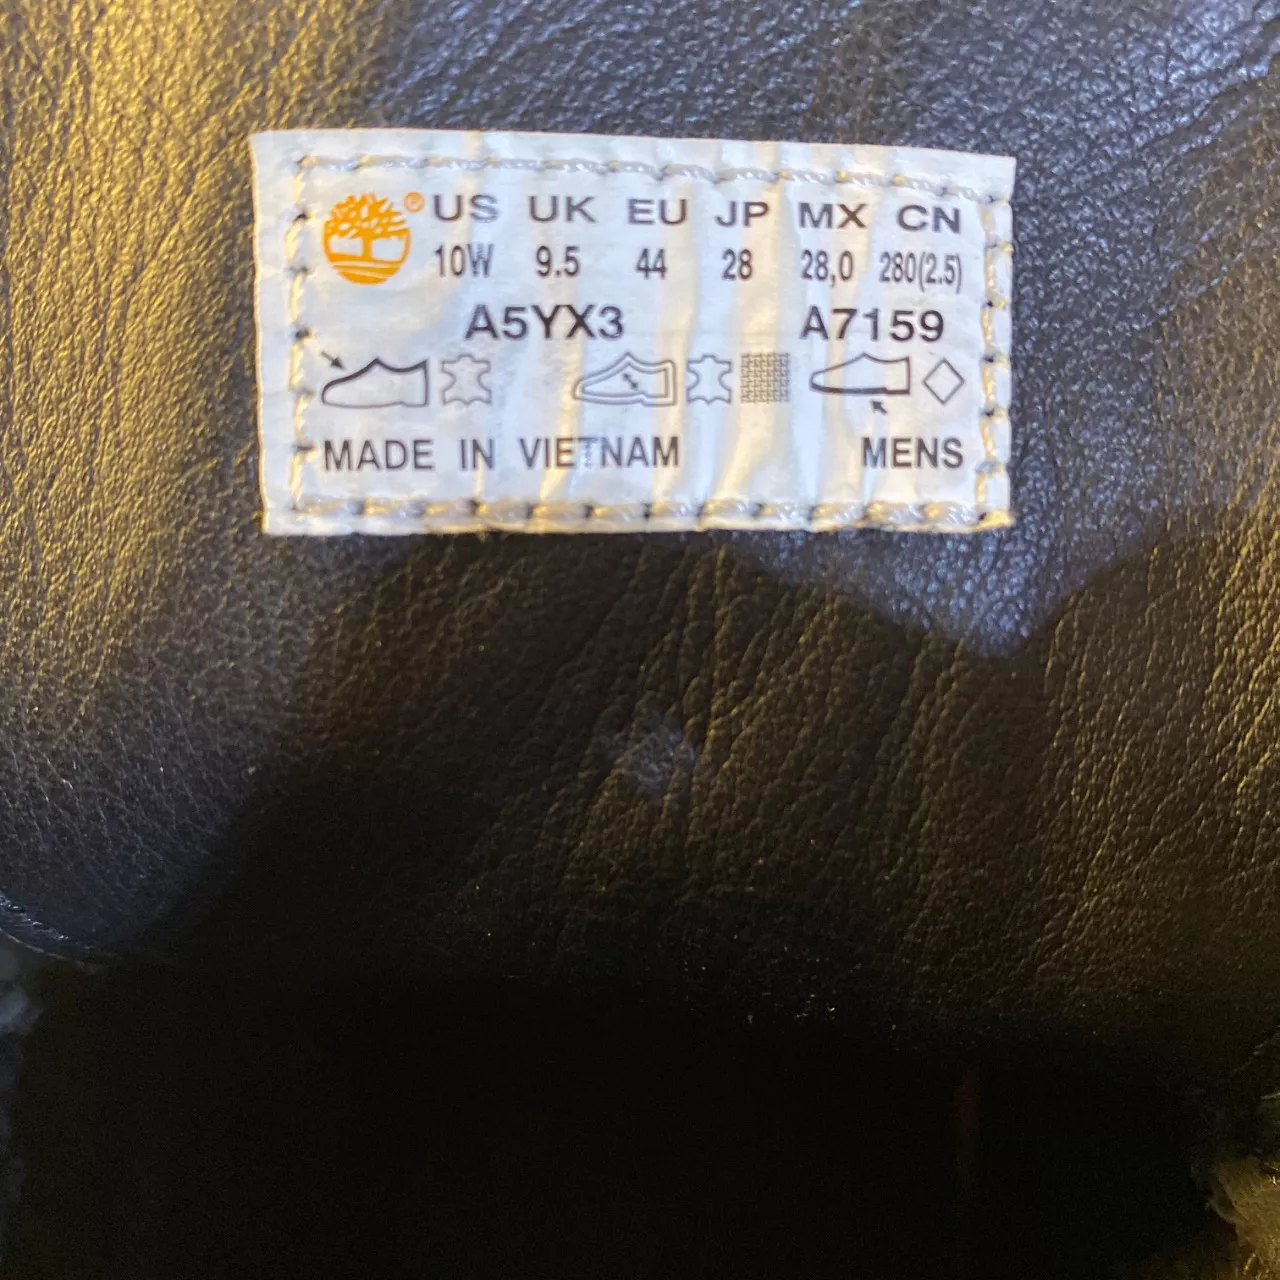 ® US UK EU JP MX CN
10W 9.5 44 28 28,0 280(2.5)
A5YX3 A7159
MADE IN VIETNAM MENS